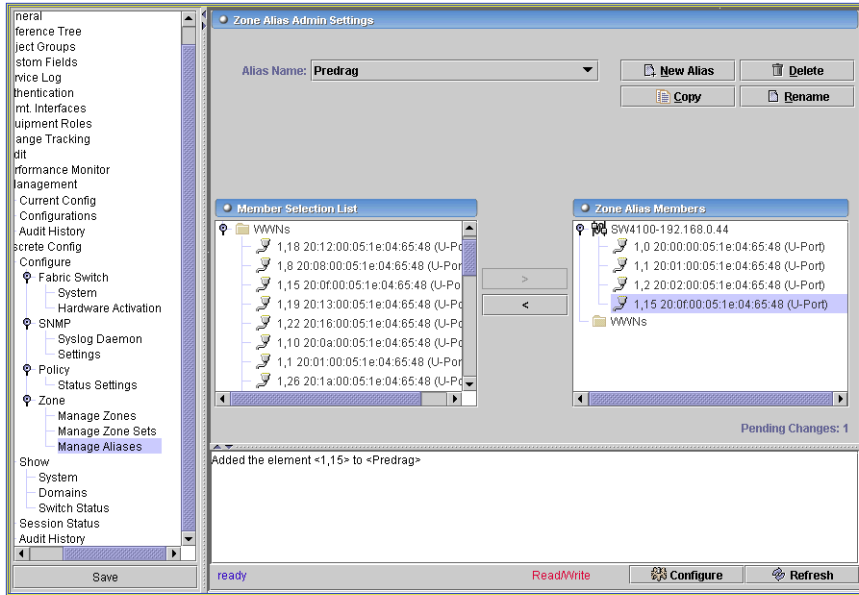 neral
ference Tree
ject Groups
stom Fields
rvice Log
thentication
mt. Interfaces
uipment Roles
ange Tracking
dit
rformance Monitor
lanagement
Current Config
Configurations
Audit History
screte Config
Configure
Fabric Switch
System
Hardware Activation
SNMP
Syslog Daemon
Settings
Policy
Status Settings
Zone
Manage Zones
Manage Zone Sets
Manage Aliases
Show
System
Domains
Switch Status
Session Status
Audit History
Save
Zone Alias Admin Settings
Alias Name: Predrag
New Alias
Delete
Copy
Rename
Member Selection List
WWNs
1,18 20:12:00:05:1e:04:65:48 (U-Po
1,8 20:08:00:05:1e:04:65:48 (U-Por
1,15 20:0f:00:05:1e:04:65:48 (U-Po
1,19 20:13:00:05:1e:04:65:48 (U-Po
1,22 20:16:00:05:1e:04:65:48 (U-Po
1,10 20:0a:00:05:1e:04:65:48 (U-Po
1,1 20:01:00:05:1e:04:65:48 (U-Por
1,26 20:1a:00:05:1e:04:65:48 (U-Po
>
<
Zone Alias Members
SW4100-192.168.0.44
1,0 20:00:00:05:1e:04:65:48 (U-Port)
1,1 20:01:00:05:1e:04:65:48 (U-Port)
1,2 20:02:00:05:1e:04:65:48 (U-Port)
1,15 20:0f:00:05:1e:04:65:48 (U-Port)
WWNs
Pending Changes: 1
Added the element <1,15> to <Predrag>
ready
Read/Write
Configure
Refresh